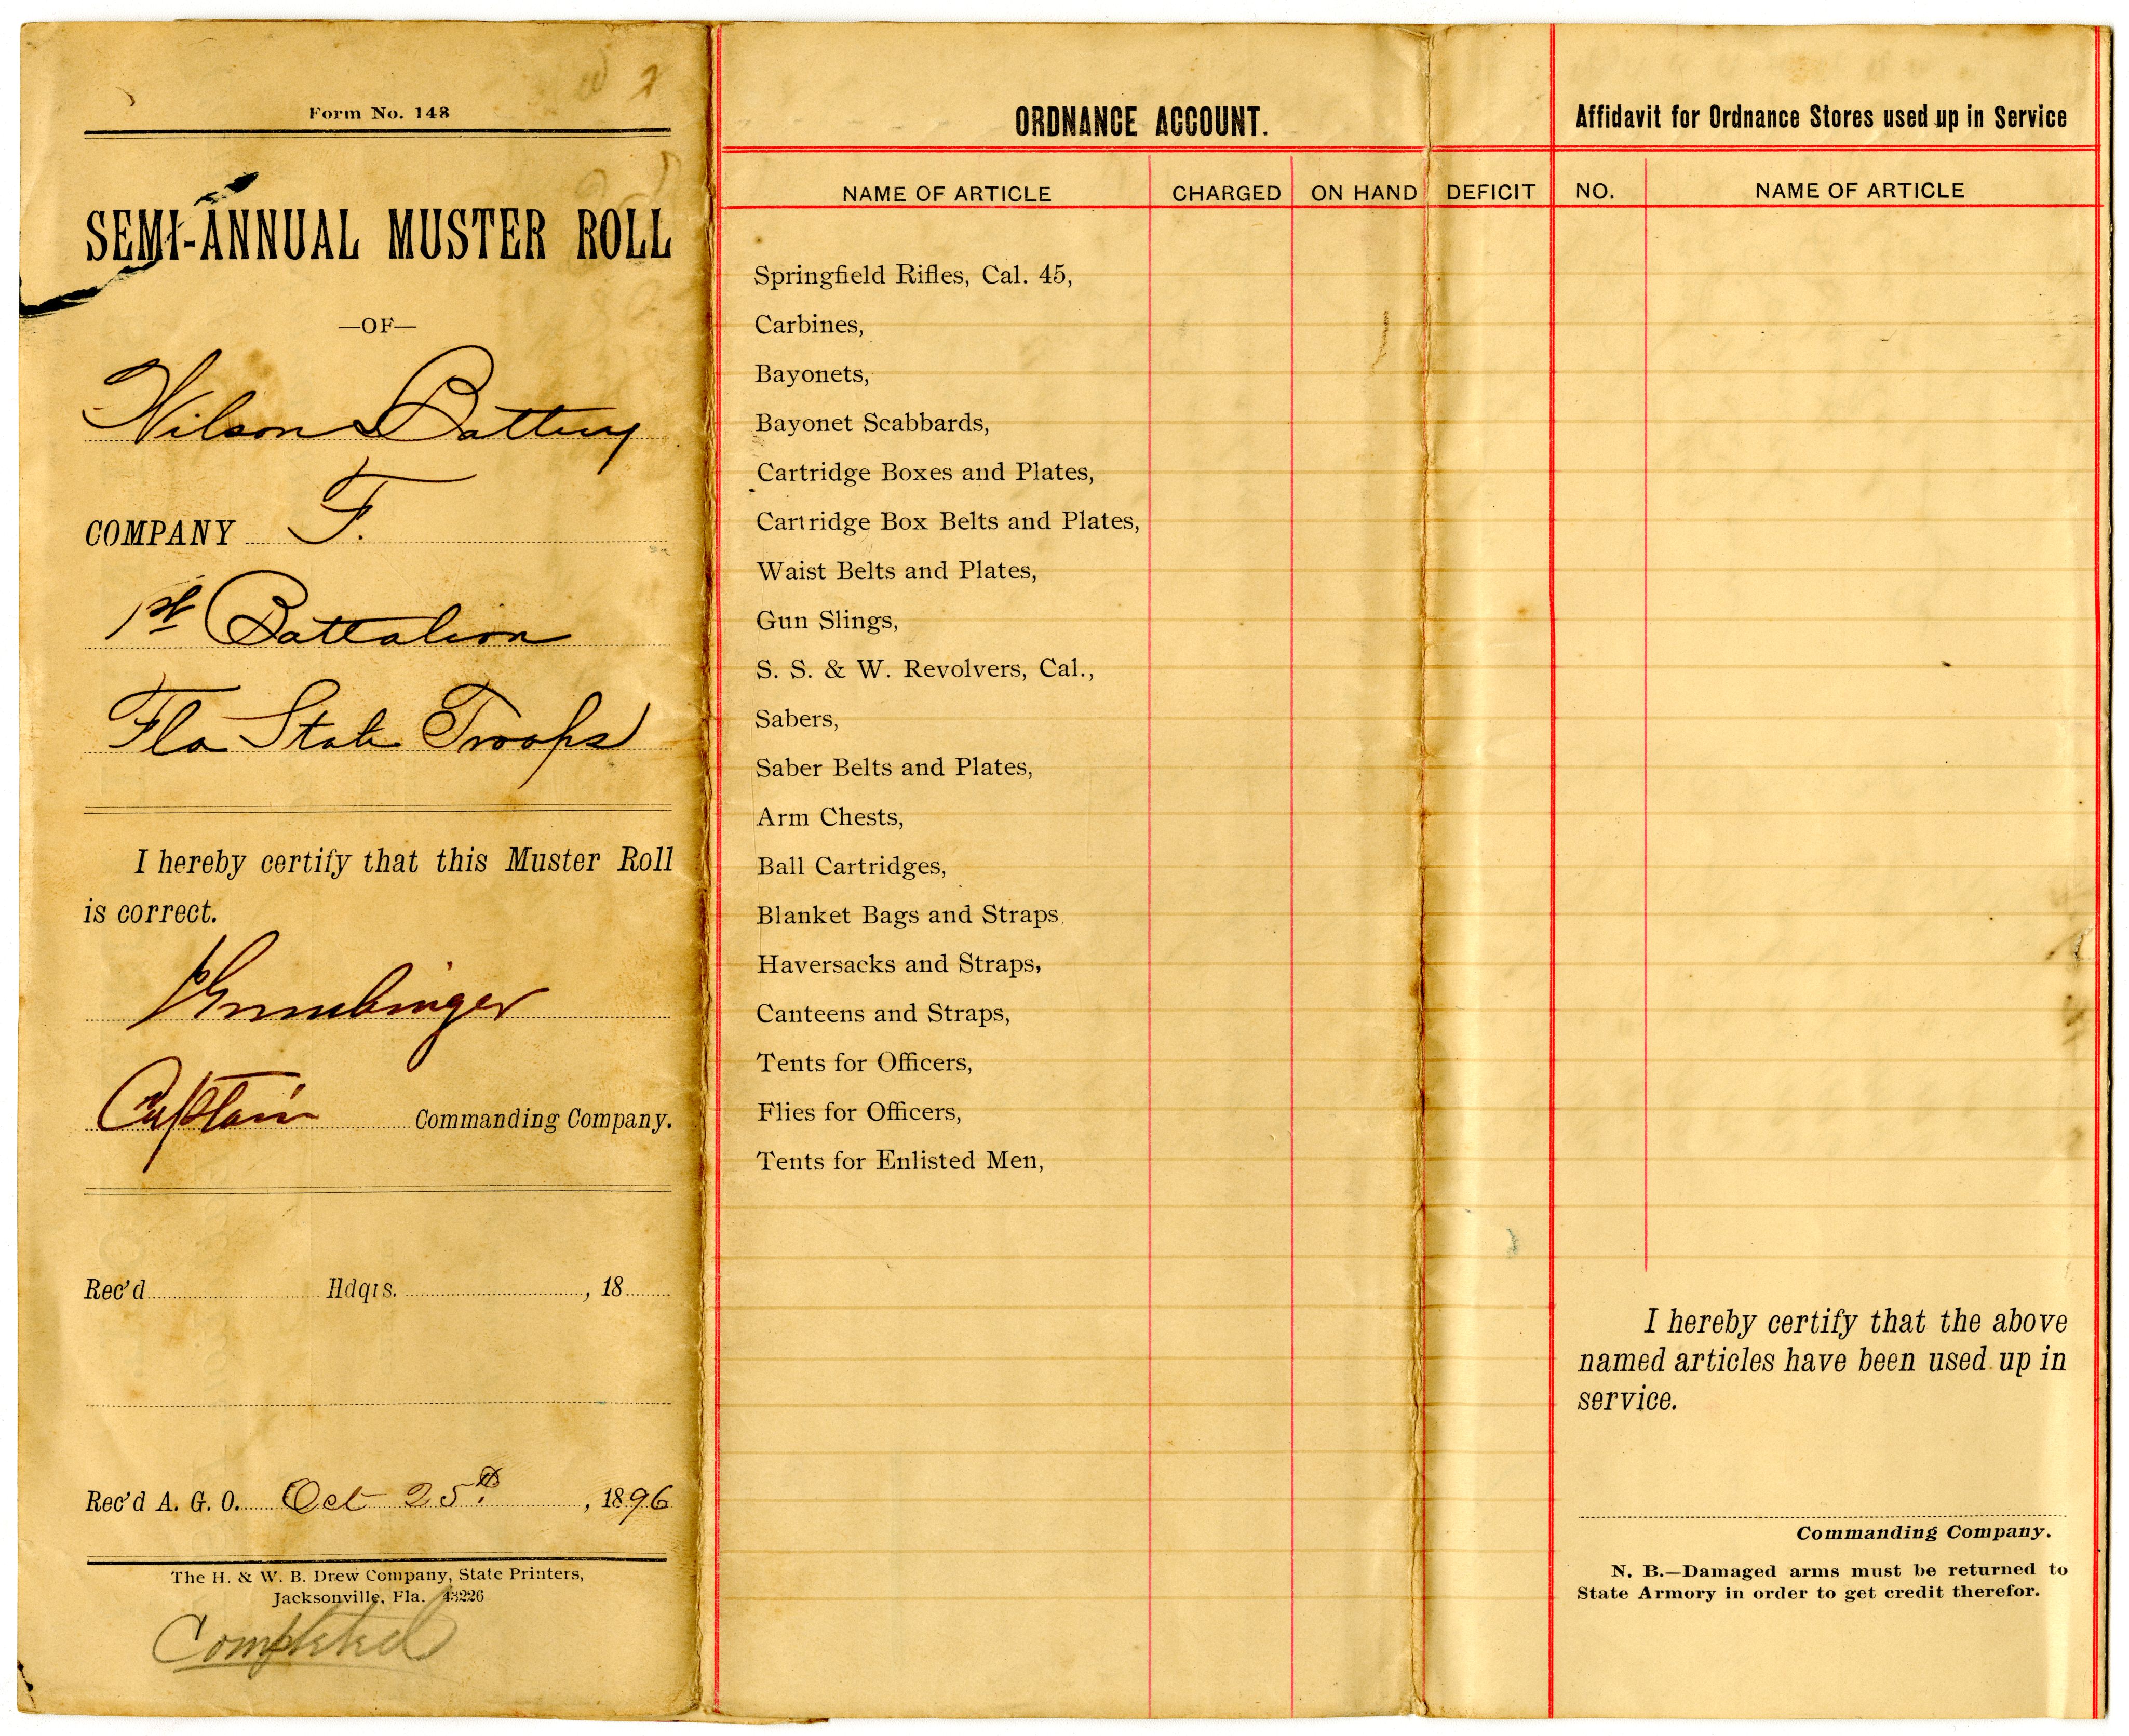 Form No. 148
SEMI-ANNUAL MUSTER ROLL
—OF—
Wilson Battery
COMPANY F.
1st Battalion
Fla State Troops
I hereby certify that this Muster Roll
is correct.
Captain Commanding Company.
Rec'd Hdqrs. , 18
Rec'd A. G. O. Oct 25th, 1896
The H. & W. B. Drew Company, State Printers,
Jacksonville, Fla. 43226
Completed
ORDNANCE ACCOUNT.
NAME OF ARTICLE CHARGED ON HAND DEFICIT
Springfield Rifles, Cal. 45,
Carbines,
Bayonets,
Bayonet Scabbards,
Cartridge Boxes and Plates,
Cartridge Box Belts and Plates,
Waist Belts and Plates,
Gun Slings,
S. S. & W. Revolvers, Cal.,
Sabers,
Saber Belts and Plates,
Arm Chests,
Ball Cartridges,
Blanket Bags and Straps,
Haversacks and Straps,
Canteens and Straps,
Tents for Officers,
Flies for Officers,
Tents for Enlisted Men,
Affidavit for Ordnance Stores used up in Service
NO. NAME OF ARTICLE
I hereby certify that the above
named articles have been used up in
service.
Commanding Company.
N. B.—Damaged arms must be returned to
State Armory in order to get credit therefor.